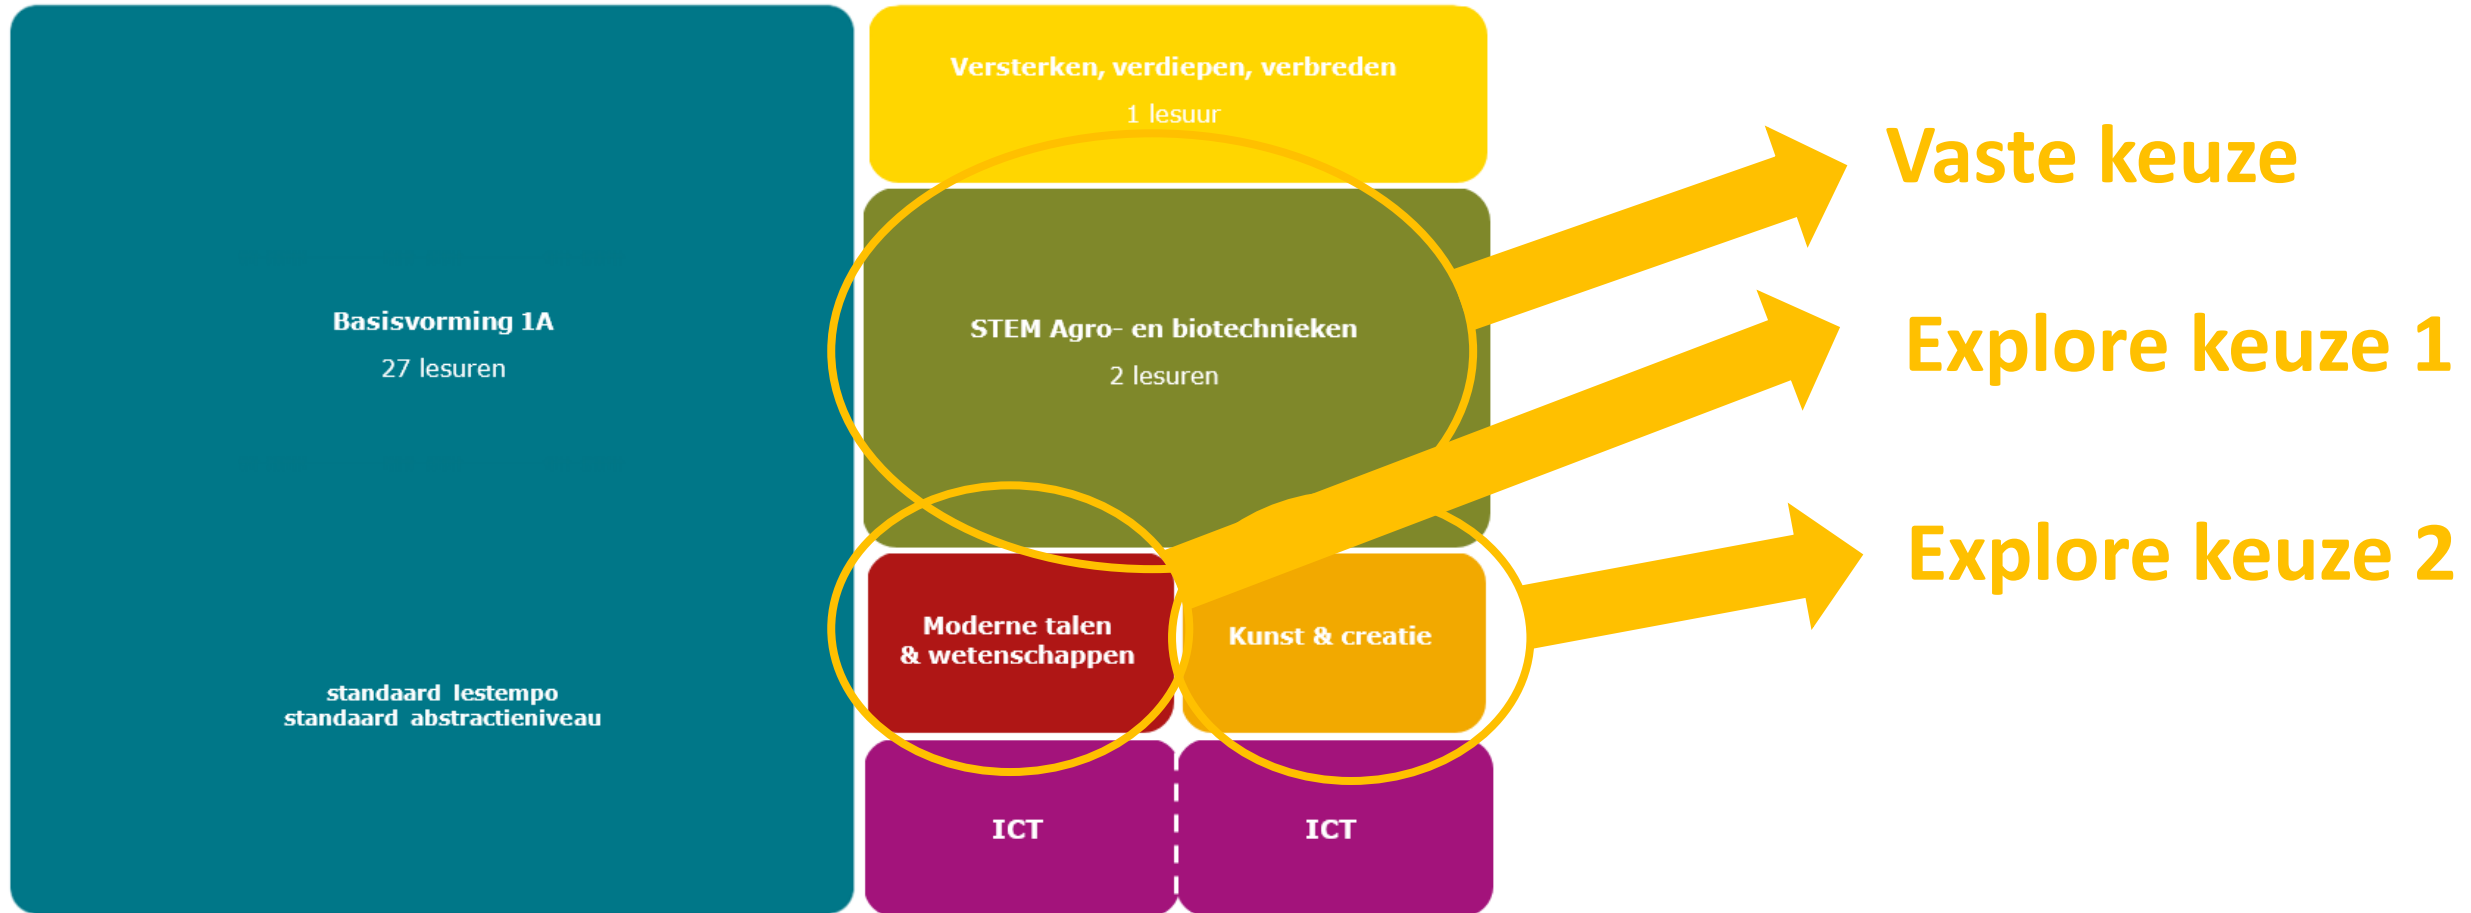 Basisvorming 1A
27 lesuren
standaard lestempo
standaard abstractieniveau
Versterken, verdiepen, verbreden
1 lesuur
STEM Agro- en biotechnieken
2 lesuren
Moderne talen
& wetenschappen
Kunst & creatie
ICT
ICT
Vaste keuze
Explore keuze 1
Explore keuze 2